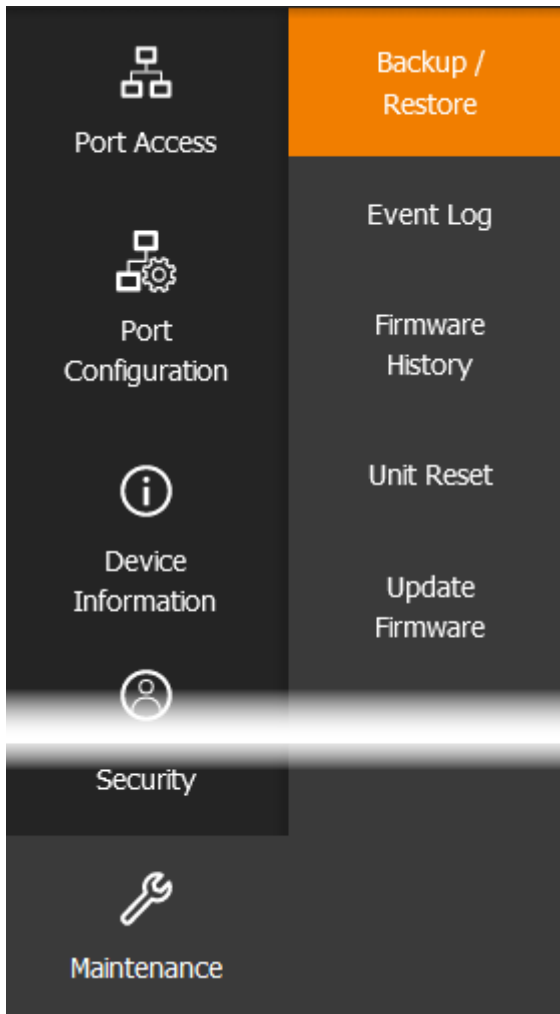 Port Access
Port
Configuration
Device
Information
Security
Maintenance
Backup /
Restore
Event Log
Firmware
History
Unit Reset
Update
Firmware